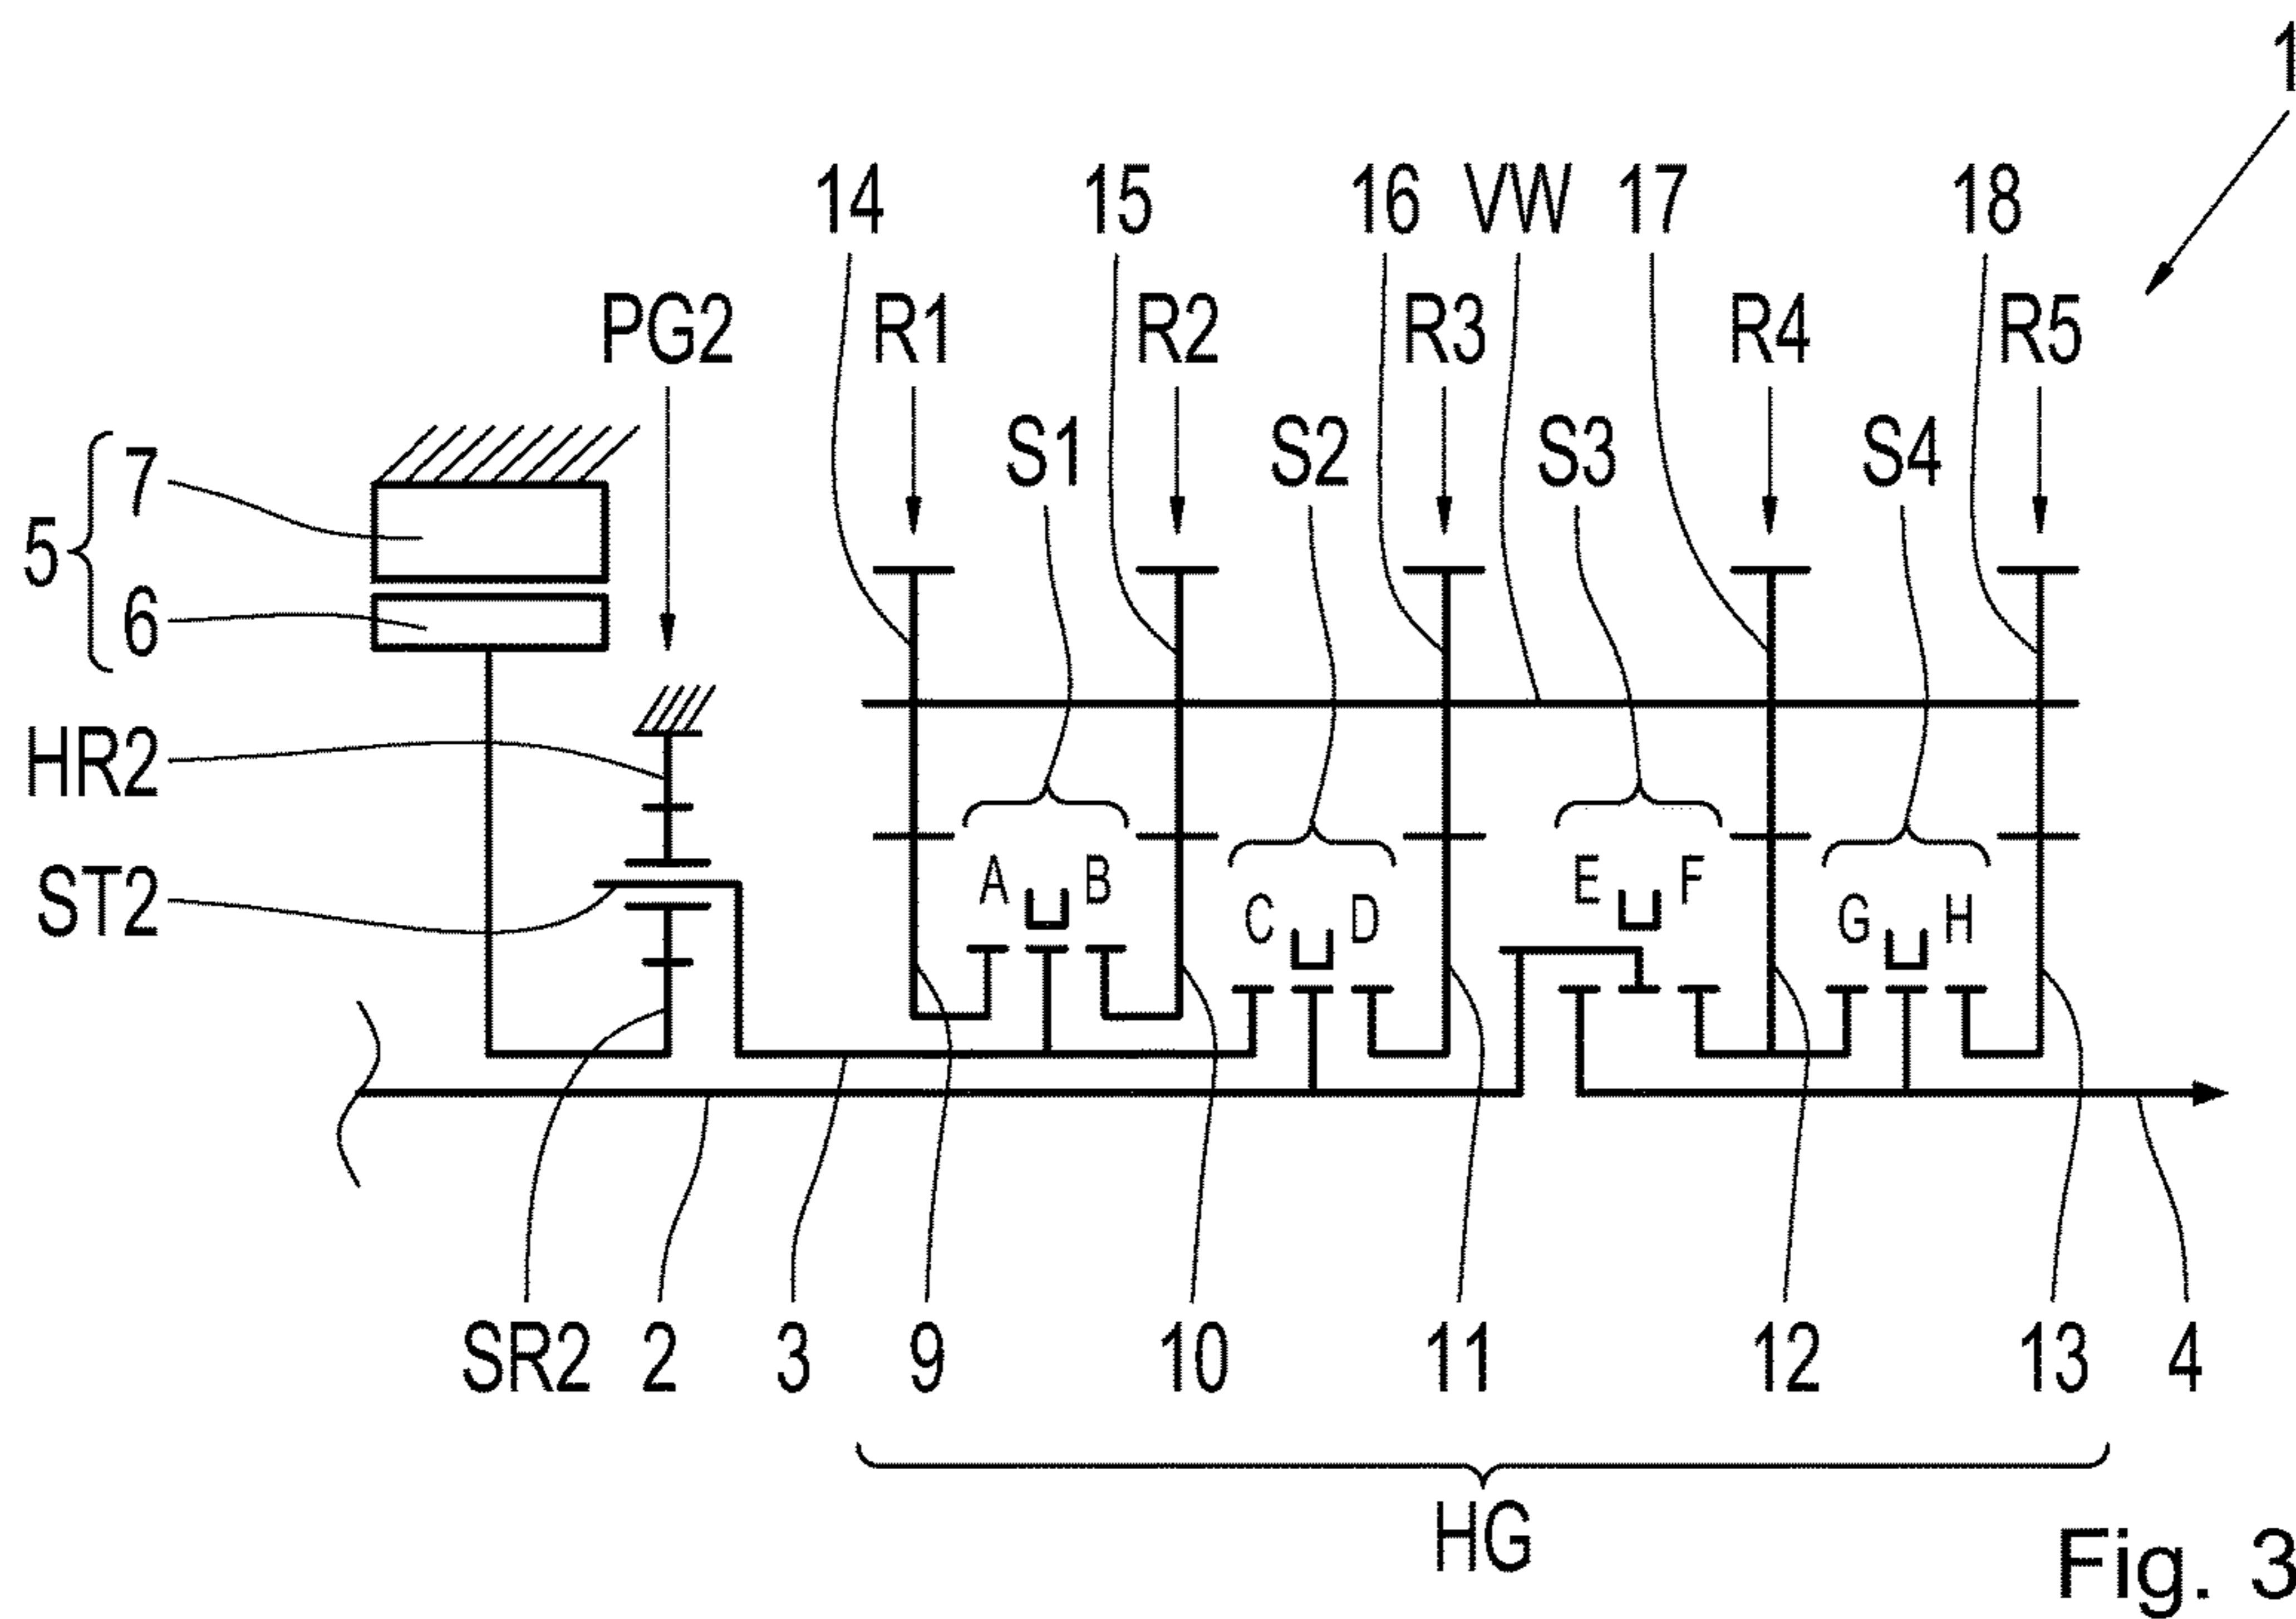 1
14 15 16 VW 17 18
PG2 R1 R2 R3 R4 R5
S1 S2 S3 S4
7
5
6
HR2
ST2
A B E F
C D G H
SR2 2 3 9 10 11 12 13 4
HG
Fig. 3